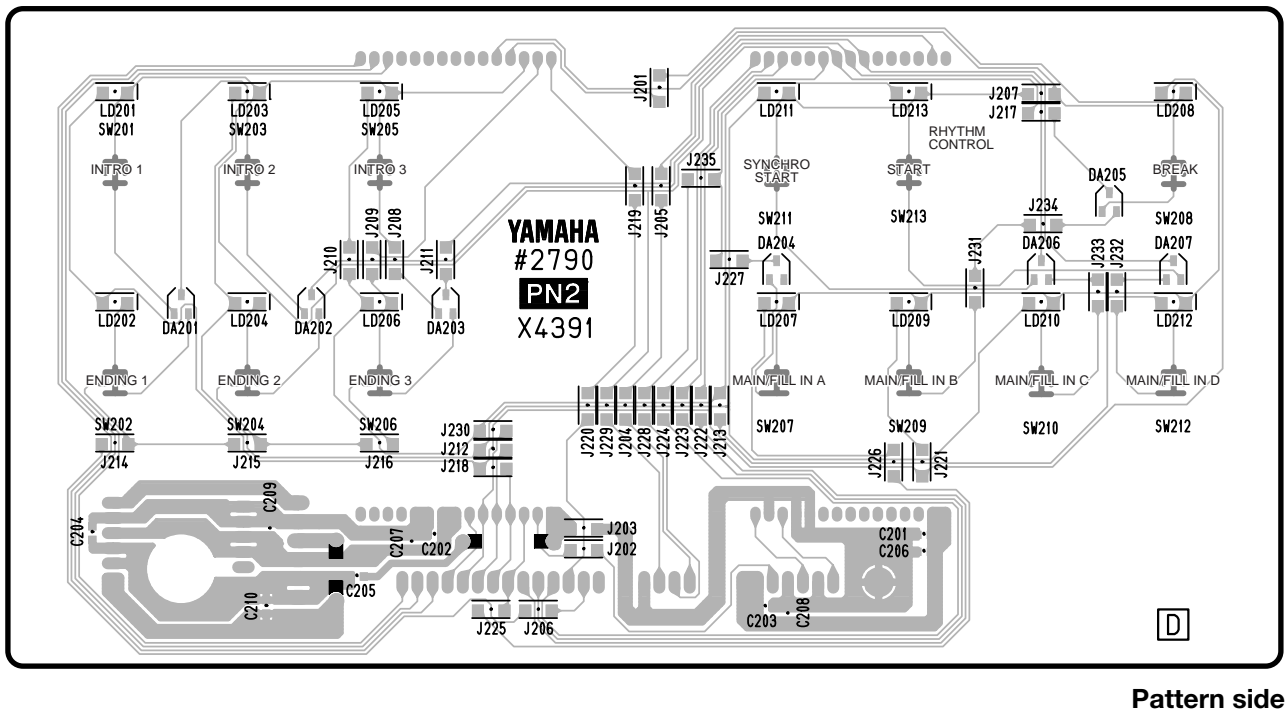 J201
LD201
LD203
LD205
LD211
LD213
J207
J217
LD208
SW201
SW203
SW205
RHYTHM
CONTROL
INTRO 1
INTRO 2
INTRO 3
J235
SYNCHRO
START
START
DA205
BREAK
J210
J209
J208
J211
J219
J205
SW211
SW213
J234
SW208
YAMAHA
#2790
PN2
X4391
J227
DA204
J231
DA206
J233
J232
DA207
LD202
DA201
LD204
DA202
LD206
DA203
LD207
LD209
LD210
LD212
ENDING 1
ENDING 2
ENDING 3
MAIN/FILL IN A
MAIN/FILL IN B
MAIN/FILL IN C
MAIN/FILL IN D
SW202
SW204
SW206
J230
J212
J218
J220
J229
J204
J228
J224
J223
J222
J213
SW207
SW209
SW210
SW212
J214
J215
J216
J226
J221
C204
C209
C207
C202
J203
J202
C201
C206
C210
C205
J225
J206
C203
C208
D
Pattern side